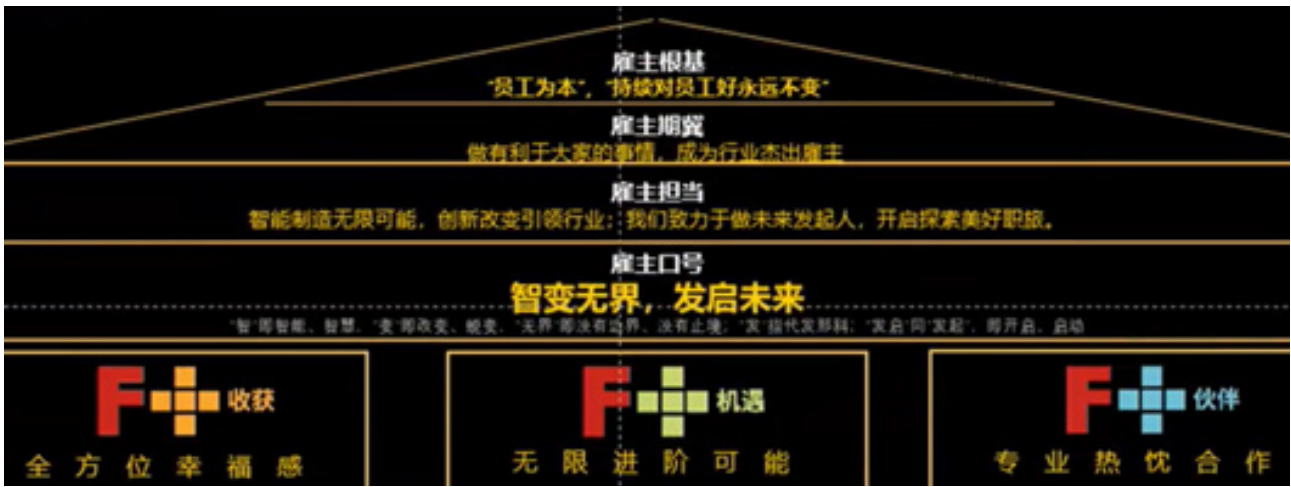 雇主根基
"员工为本"，"持续对员工好永远不变"
雇主期冀
做有利于大家的事情，成为行业杰出雇主
雇主担当
智能制造无限可能，创新改变引领行业；我们致力于做未来发起人，开启探索美好职旅。
雇主口号
智变无界，发启未来
"智"即智能、智慧，"变"即改变、蜕变，"无界"即没有边界、没有止境，"发"指代发那科；"发启"同"发起"，即开启、启动
F 收获
全方位幸福感
F 机遇
无限进阶可能
F 伙伴
专业热忱合作